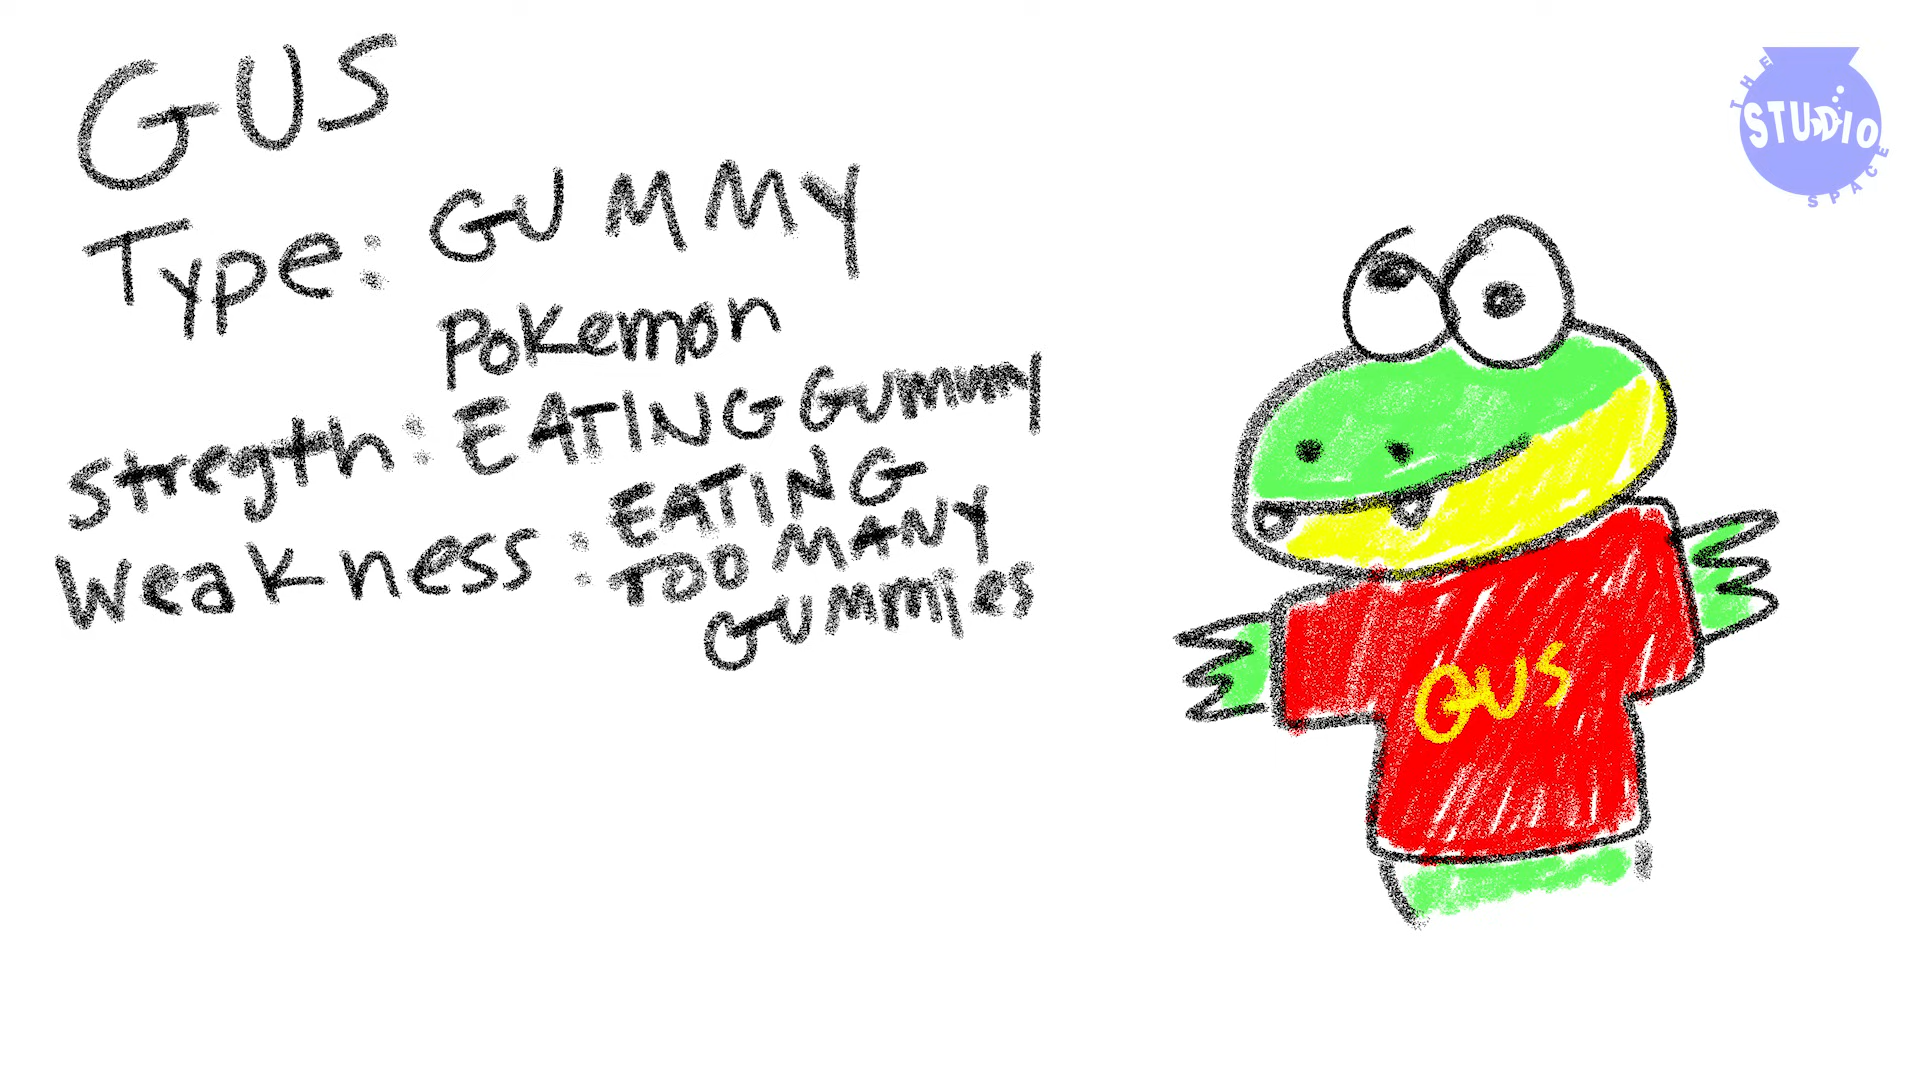 GUS
Type: GUMMY
Pokemon
stregth: EATING Gummy
Weakness: EATING
TOO MANY
GUMMies
GUS
THE
STUDIO
SPACE